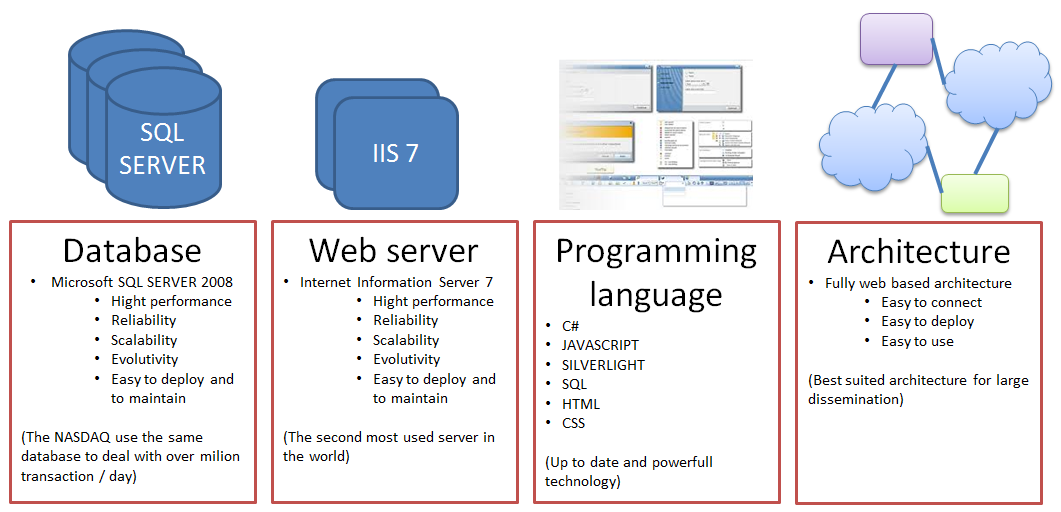 SQL
SERVER
IIS 7
Database
• Microsoft SQL SERVER 2008
• Hight performance
• Reliability
• Scalability
• Evolutivity
• Easy to deploy and
to maintain
(The NASDAQ use the same
database to deal with over milion
transaction / day)
Web server
• Internet Information Server 7
• Hight performance
• Reliability
• Scalability
• Evolutivity
• Easy to deploy and
to maintain
(The second most used server in
the world)
Programming
language
• C#
• JAVASCRIPT
• SILVERLIGHT
• SQL
• HTML
• CSS
(Up to date and powerfull
technology)
Architecture
• Fully web based architecture
• Easy to connect
• Easy to deploy
• Easy to use
(Best suited architecture for large
dissemination)